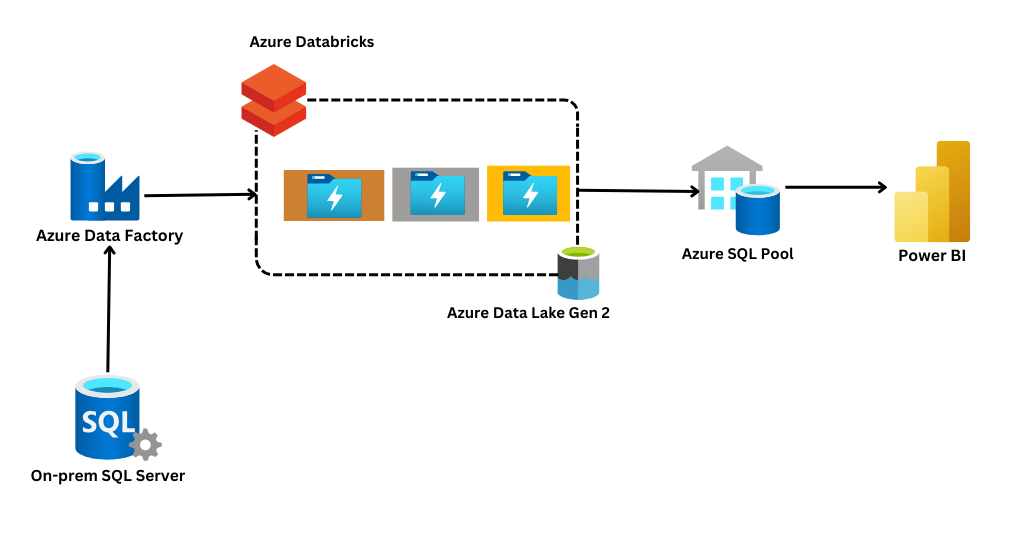 Azure Databricks
Azure Data Factory
Azure SQL Pool
Power BI
Azure Data Lake Gen 2
SQL
On-prem SQL Server